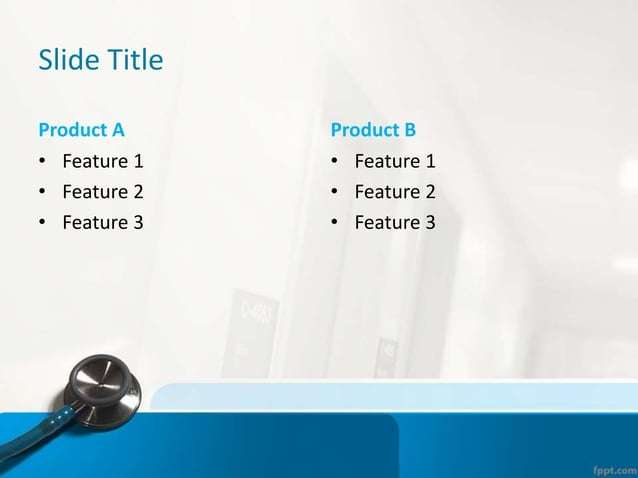 Slide Title
Product A
• Feature 1
• Feature 2
• Feature 3
Product B
• Feature 1
• Feature 2
• Feature 3
fppt.com